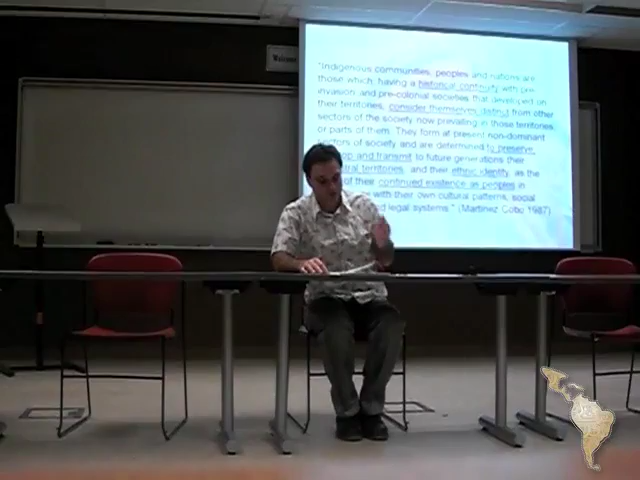 Welcome
"Indigenous communities, peoples and nations are
those which, having a historical continuity with pre-
invasion and pre-colonial societies that developed on
their territories, consider themselves distinct from other
sectors of the society now prevailing in those territories,
or parts of them. They form at present non-dominant
sectors of society and are determined to preserve,
and transmit to future generations their
territories, and their ethnic identity, as the
of their continued existence as peoples in
with their own cultural patterns, social
legal systems." (Martinez Cobo 1987)